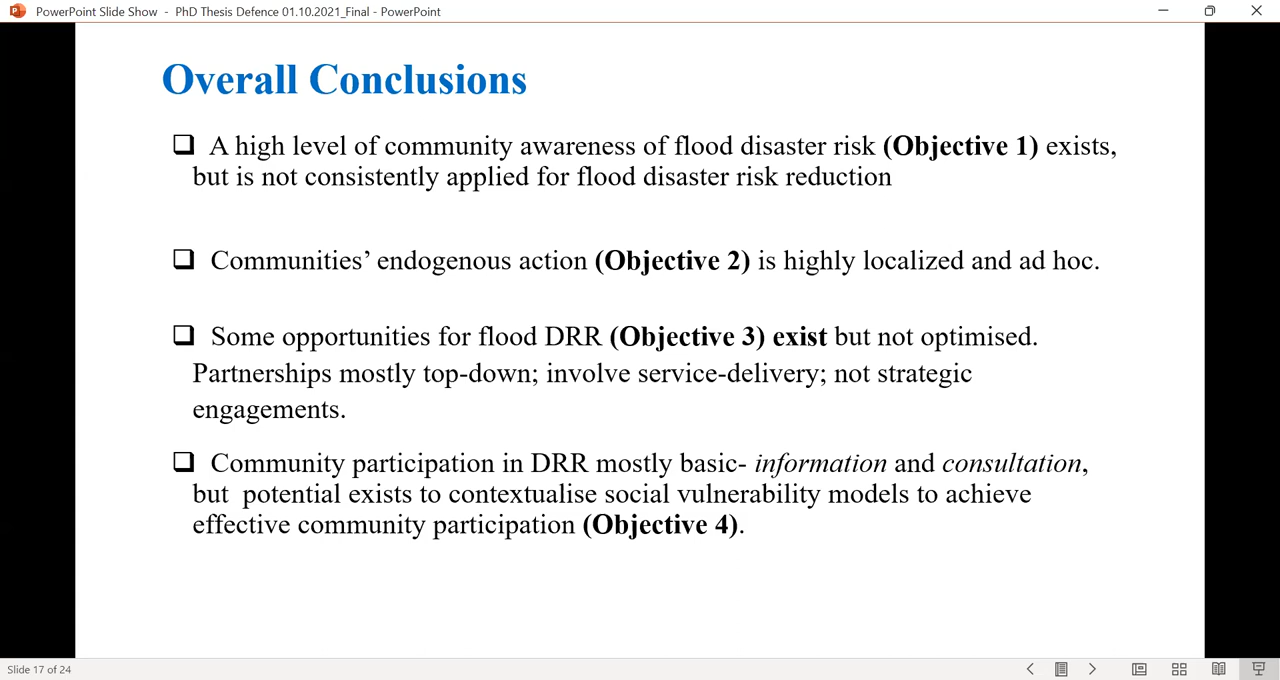 PowerPoint Slide Show - PhD Thesis Defence 01.10.2021_Final - PowerPoint
Overall Conclusions
A high level of community awareness of flood disaster risk (Objective 1) exists,
but is not consistently applied for flood disaster risk reduction
Communities’ endogenous action (Objective 2) is highly localized and ad hoc.
Some opportunities for flood DRR (Objective 3) exist but not optimised.
Partnerships mostly top-down; involve service-delivery; not strategic
engagements.
Community participation in DRR mostly basic- information and consultation,
but potential exists to contextualise social vulnerability models to achieve
effective community participation (Objective 4).
Slide 17 of 24